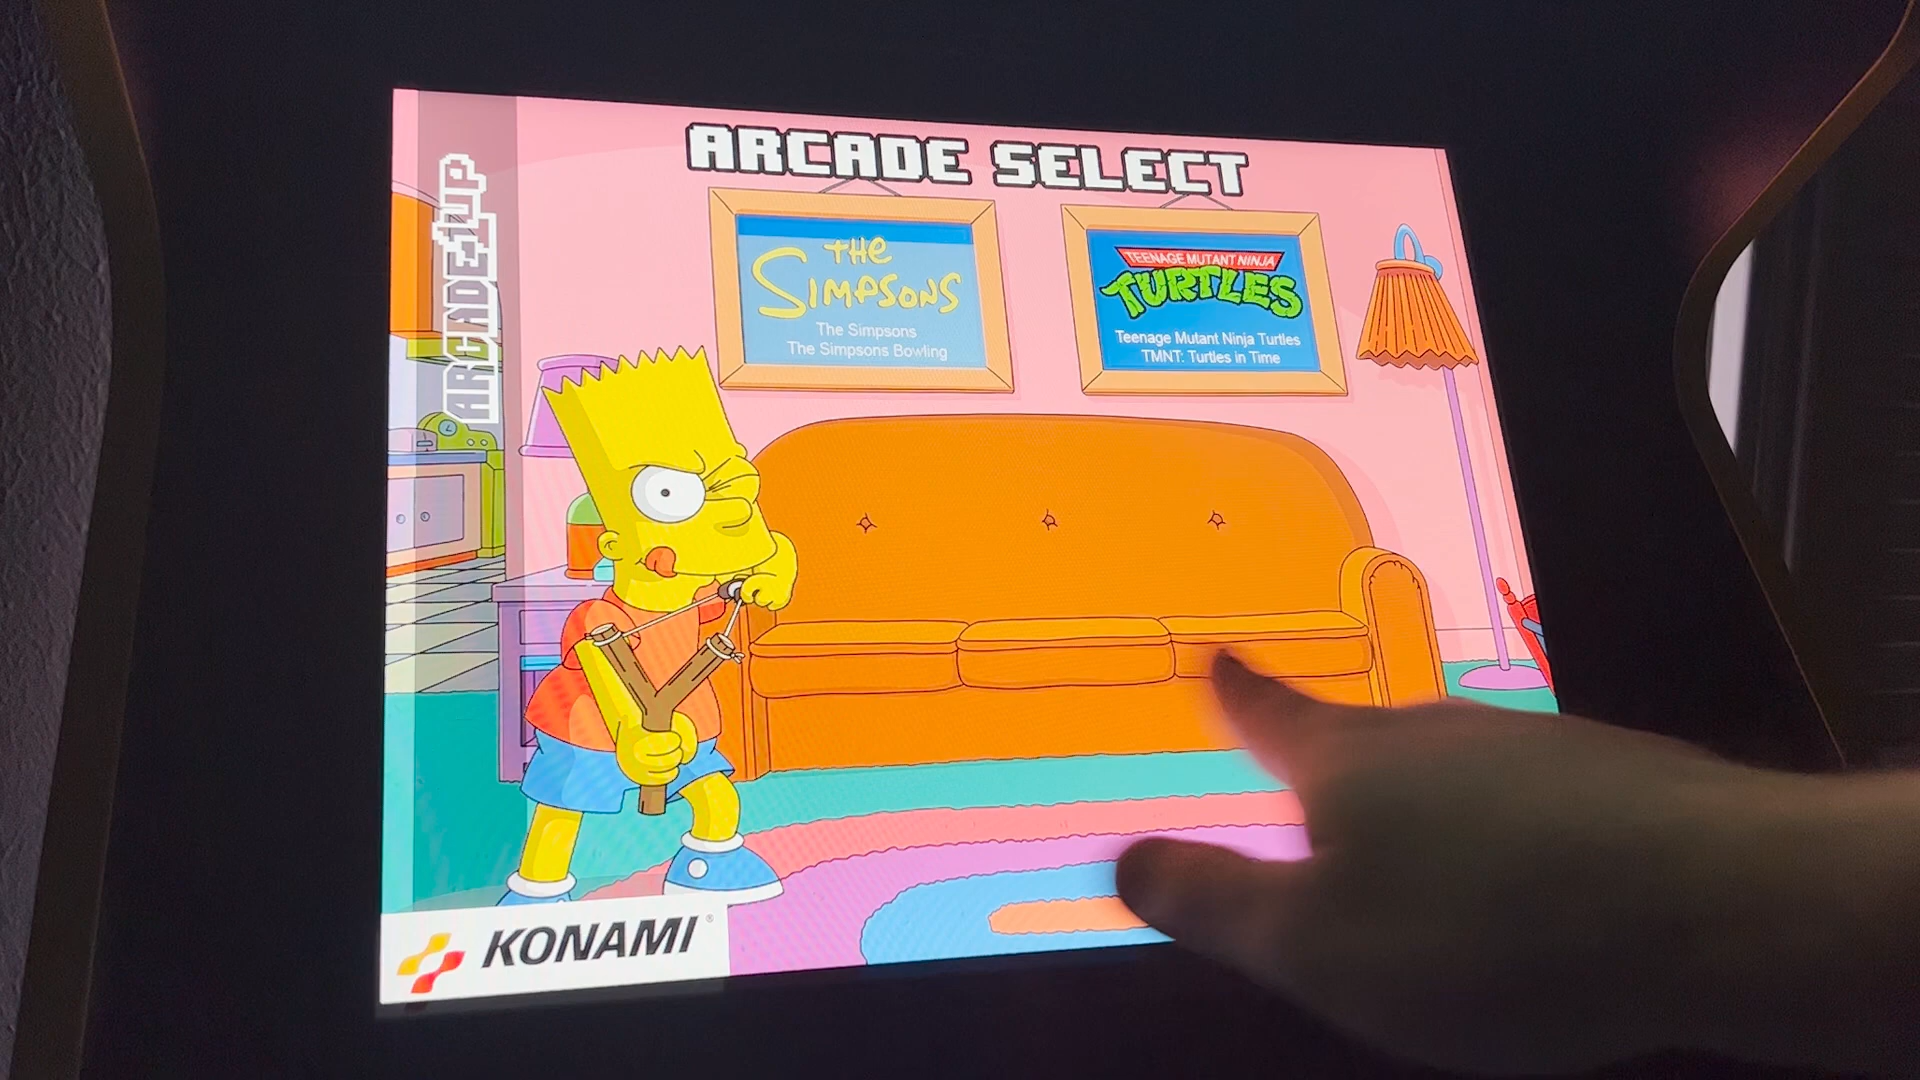 ARCADE SELECT
ARCADE1UP
THE
SIMPSONS
The Simpsons
The Simpsons Bowling
TEENAGE MUTANT NINJA
TURTLES
Teenage Mutant Ninja Turtles
TMNT: Turtles in Time
KONAMI®